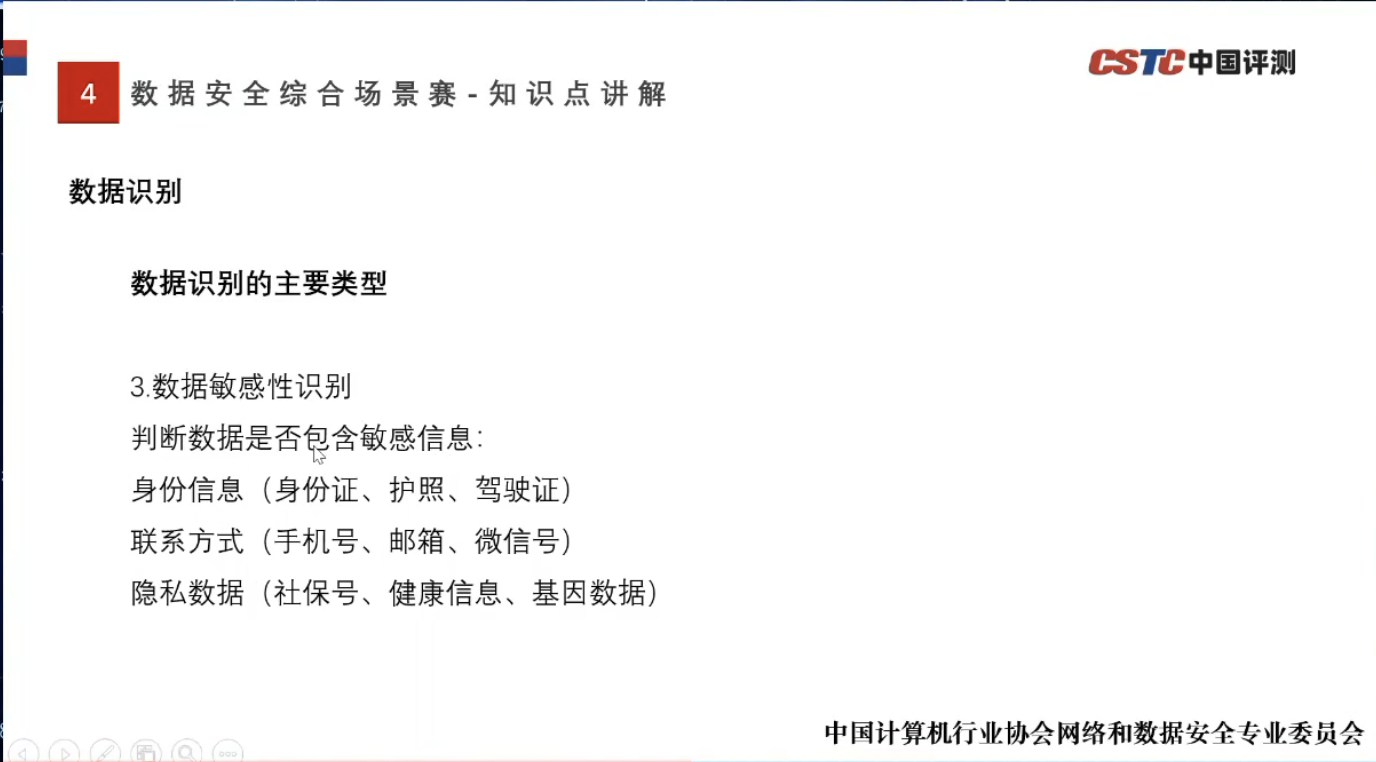 CSTC中国评测
4
数据安全综合场景赛-知识点讲解
数据识别
数据识别的主要类型
3.数据敏感性识别
判断数据是否包含敏感信息：
身份信息（身份证、护照、驾驶证）
联系方式（手机号、邮箱、微信号）
隐私数据（社保号、健康信息、基因数据）
中国计算机行业协会网络和数据安全专业委员会